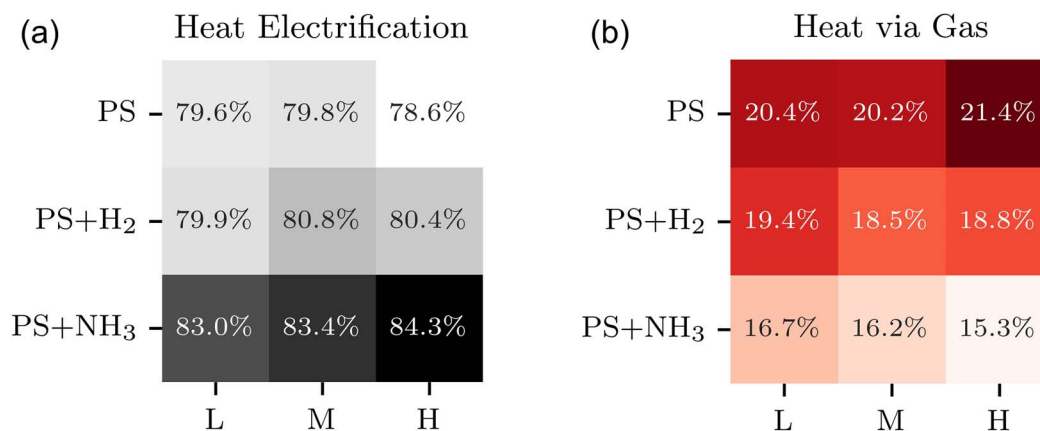 (a) Heat Electrification
PS 79.6% 79.8% 78.6%
PS+H₂ 79.9% 80.8% 80.4%
PS+NH₃ 83.0% 83.4% 84.3%
L M H
(b) Heat via Gas
PS 20.4% 20.2% 21.4%
PS+H₂ 19.4% 18.5% 18.8%
PS+NH₃ 16.7% 16.2% 15.3%
L M H